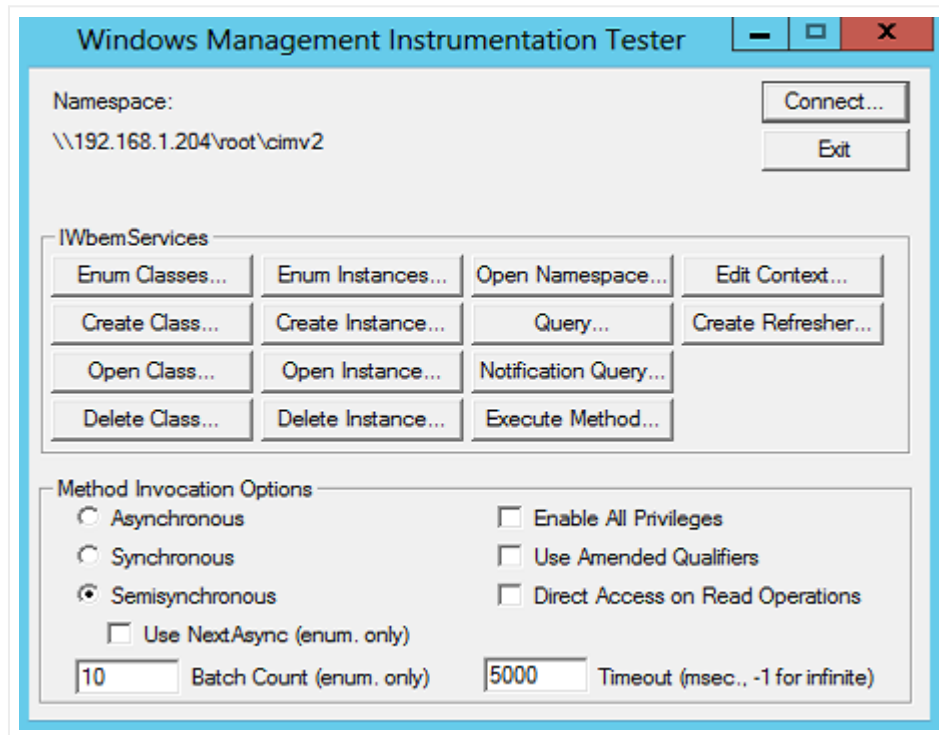 Windows Management Instrumentation Tester
Namespace:
Connect...
\\192.168.1.204\root\cimv2
Exit
IWbemServices
Enum Classes... Enum Instances... Open Namespace... Edit Context...
Create Class... Create Instance... Query... Create Refresher...
Open Class... Open Instance... Notification Query...
Delete Class... Delete Instance... Execute Method...
Method Invocation Options
Asynchronous Enable All Privileges
Synchronous Use Amended Qualifiers
Semisynchronous Direct Access on Read Operations
Use NextAsync (enum. only)
10 Batch Count (enum. only) 5000 Timeout (msec., -1 for infinite)